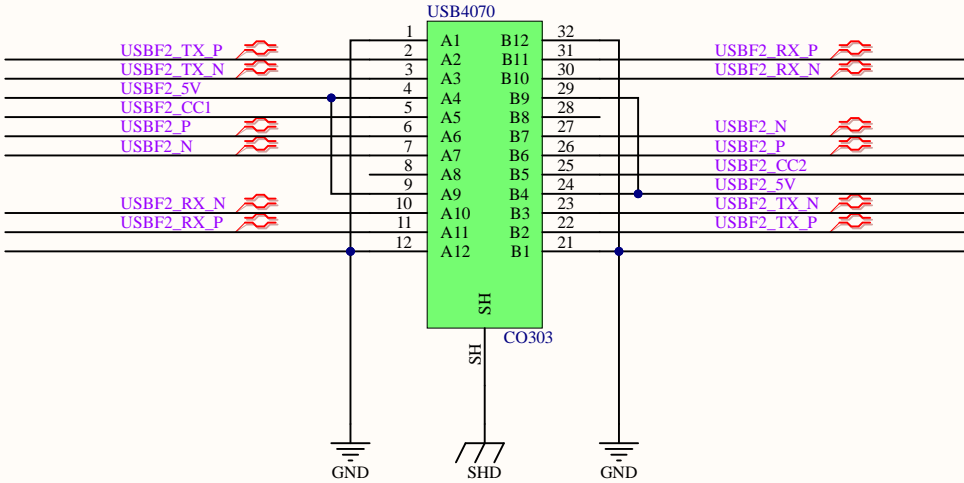 USB4070
1 A1 B12 32
USBF2_TX_P 2 A2 B11 31 USBF2_RX_P
USBF2_TX_N 3 A3 B10 30 USBF2_RX_N
USBF2_5V 4 A4 B9 29
USBF2_CC1 5 A5 B8 28
USBF2_P 6 A6 B7 27 USBF2_N
USBF2_N 7 A7 B6 26 USBF2_P
8 A8 B5 25 USBF2_CC2
9 A9 B4 24 USBF2_5V
USBF2_RX_N 10 A10 B3 23 USBF2_TX_N
USBF2_RX_P 11 A11 B2 22 USBF2_TX_P
12 A12 B1 21
SH
CO303
SH
GND SHD GND